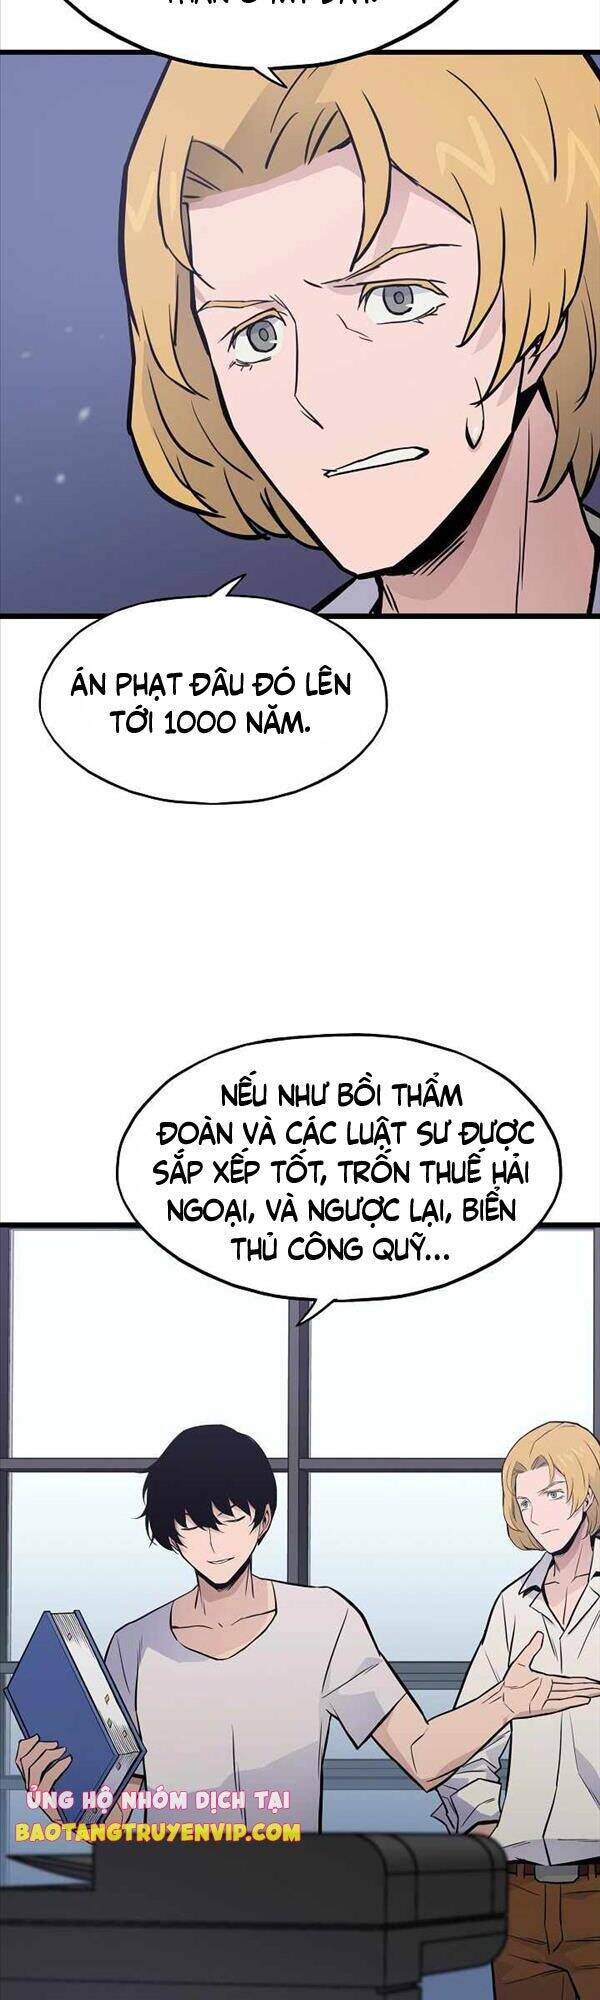 ÁN PHẠT ĐÂU ĐÓ LÊN
TỚI 1000 NĂM.
NẾU NHƯ BỒI THẨM
ĐOÀN VÀ CÁC LUẬT SƯ ĐƯỢC
SẮP XẾP TỐT, TRỐN THUẾ HẢI
NGOẠI, VÀ NGƯỢC LẠI, BIỂN
THỦ CÔNG QUỸ...
ỦNG HỘ NHÓM DỊCH TẠI
BAOTANGTRUYENVIP.COM